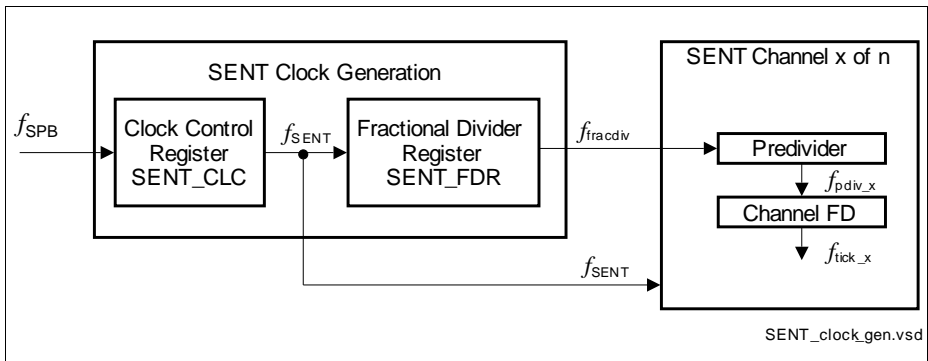 SENT Clock Generation
SENT Channel x of n
fSPB
Clock Control
Register
SENT_CLC
fSENT
Fractional Divider
Register
SENT_FDR
ffracdiv
Predivider
fpdiv_x
Channel FD
ftick_x
fSENT
SENT_clock_gen.vsd